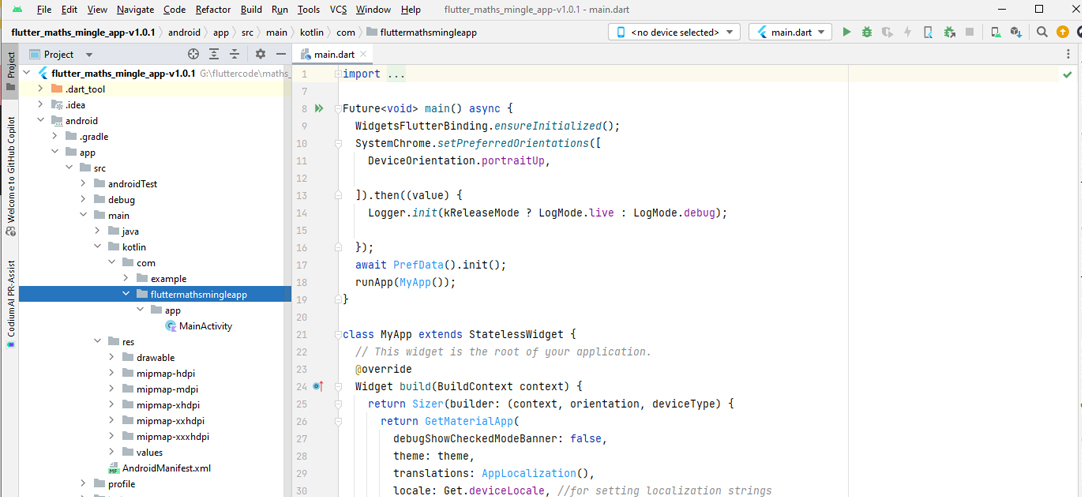 File Edit View Navigate Code Refactor Build Run Tools VCS Window Help flutter_maths_mingle_app-v1.0.1 - main.dart
flutter_maths_mingle_app-v1.0.1 android app src main kotlin com fluttermathsmingleapp <no device selected> main.dart
Project
main.dart
flutter_maths_mingle_app-v1.0.1 G:\fluttercode\maths_
.dart_tool
.idea
android
.gradle
app
src
androidTest
debug
main
java
kotlin
com
example
fluttermathsmingleapp
app
MainActivity
res
drawable
mipmap-hdpi
mipmap-mdpi
mipmap-xhdpi
mipmap-xxhdpi
mipmap-xxxhdpi
values
AndroidManifest.xml
profile
Project
Welcome to GitHub Copilot
CodiumAI PR-Assist
1 import ...
7
8 Future<void> main() async {
9 WidgetsFlutterBinding.ensureInitialized();
10 SystemChrome.setPreferredOrientations([
11 DeviceOrientation.portraitUp,
12
13 ]).then((value) {
14 Logger.init(kReleaseMode ? LogMode.live : LogMode.debug);
15
16 });
17 await PrefData().init();
18 runApp(MyApp());
19 }
20
21 class MyApp extends StatelessWidget {
22 // This widget is the root of your application.
23 @override
24 Widget build(BuildContext context) {
25 return Sizer(builder: (context, orientation, deviceType) {
26 return GetMaterialApp(
27 debugShowCheckedModeBanner: false,
28 theme: theme,
29 translations: AppLocalization(),
30 locale: Get.deviceLocale, //for setting localization strings